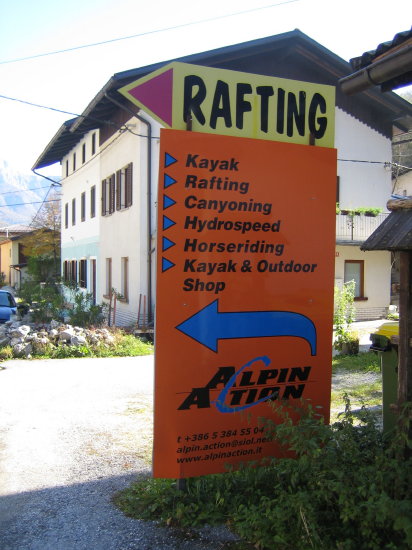 RAFTING
Kayak
Rafting
Canyoning
Hydrospeed
Horseriding
Kayak & Outdoor
Shop
ALPIN
ACTION
t +386 5 384 55 04
alpin.action@siol.net
www.alpinaction.it